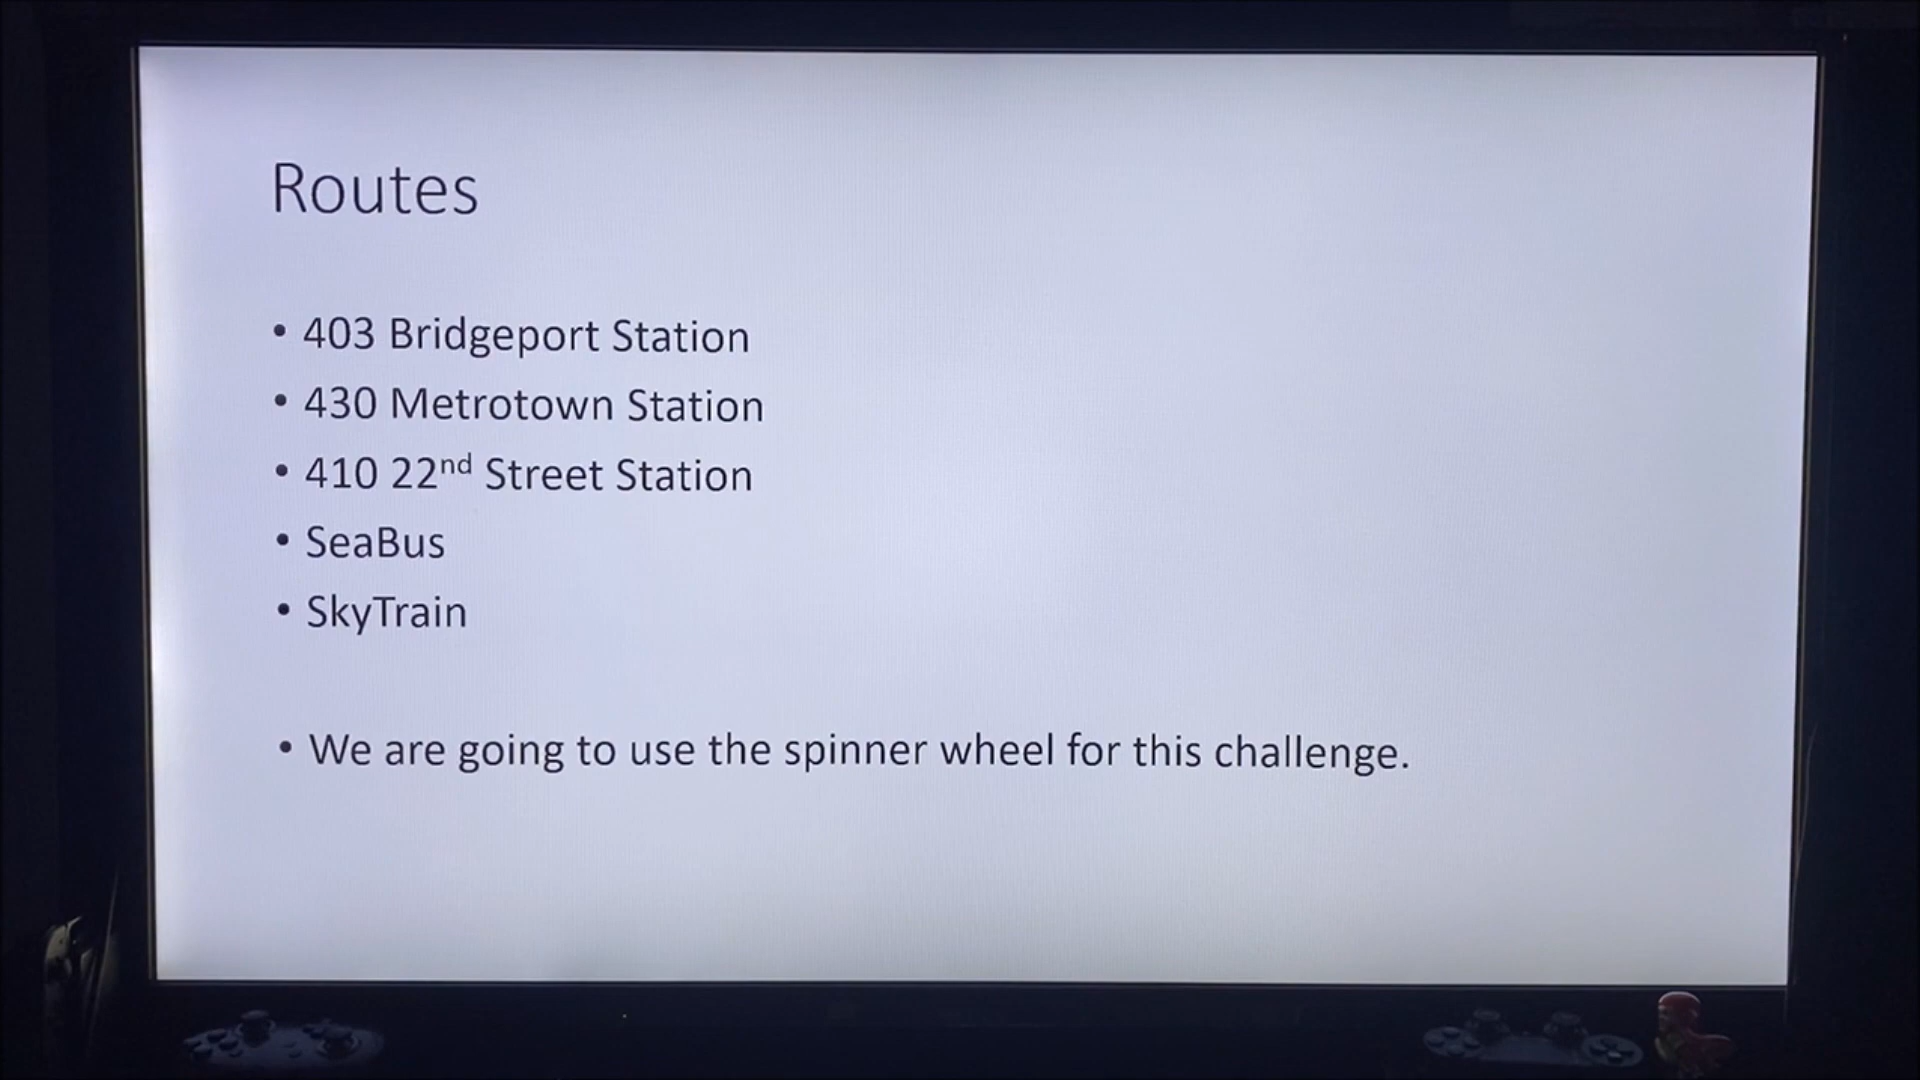 Routes
• 403 Bridgeport Station
• 430 Metrotown Station
• 410 22nd Street Station
• SeaBus
• SkyTrain
• We are going to use the spinner wheel for this challenge.